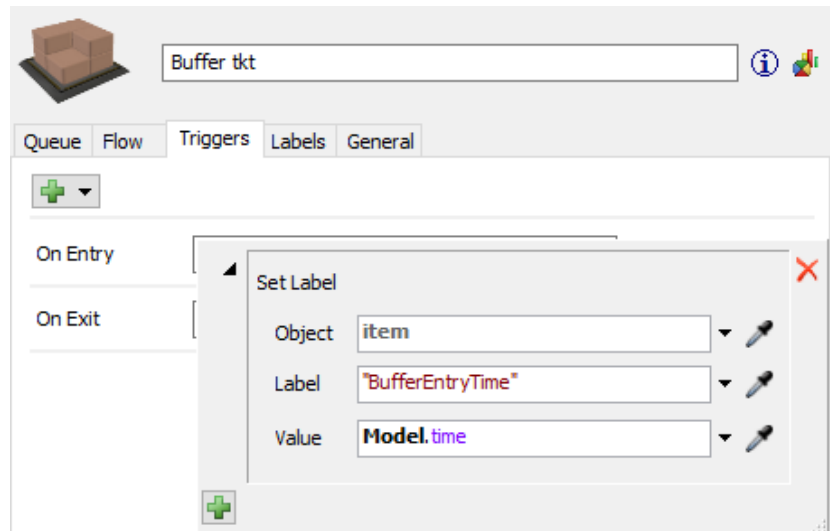 Buffer tkt
Queue Flow Triggers Labels General
On Entry
Set Label
On Exit
Object item
Label "BufferEntryTime"
Value Model.time